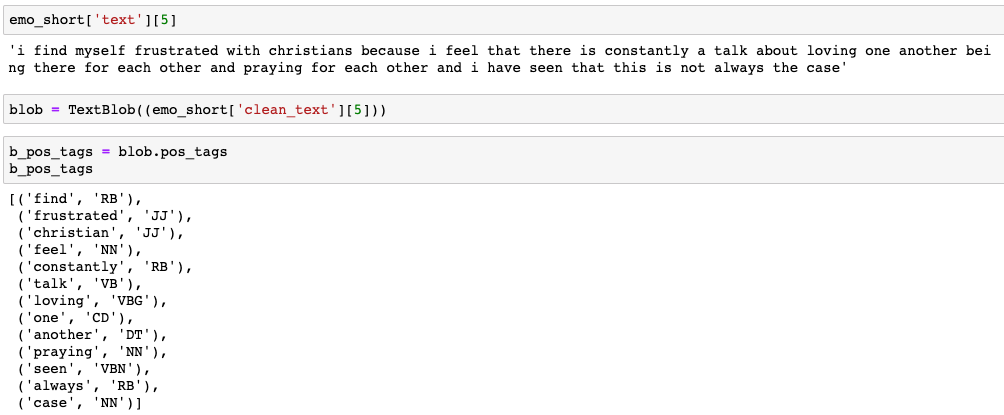 emo_short['text'][5]
'i find myself frustrated with christians because i feel that there is constantly a talk about loving one another bei
ng there for each other and praying for each other and i have seen that this is not always the case'
blob = TextBlob((emo_short['clean_text'][5]))
b_pos_tags = blob.pos_tags
b_pos_tags
[('find', 'RB'),
('frustrated', 'JJ'),
('christian', 'JJ'),
('feel', 'NN'),
('constantly', 'RB'),
('talk', 'VB'),
('loving', 'VBG'),
('one', 'CD'),
('another', 'DT'),
('praying', 'NN'),
('seen', 'VBN'),
('always', 'RB'),
('case', 'NN')]